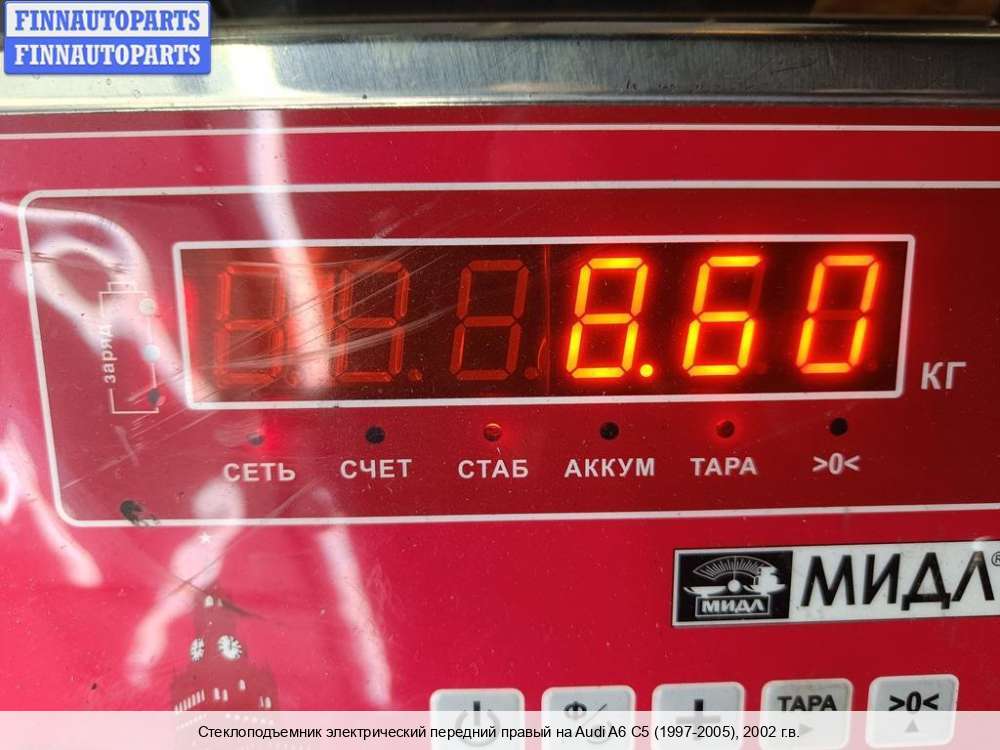 FINNAUTOPARTS
FINNAUTOPARTS
8.60
КГ
заряд
СЕТЬ СЧЕТ СТАБ АККУМ ТАРА >0<
МИДЛ МИДЛ®
Ф/ + ТАРА >0<
Стеклоподъемник электрический передний правый на Audi A6 C5 (1997-2005), 2002 г.в.